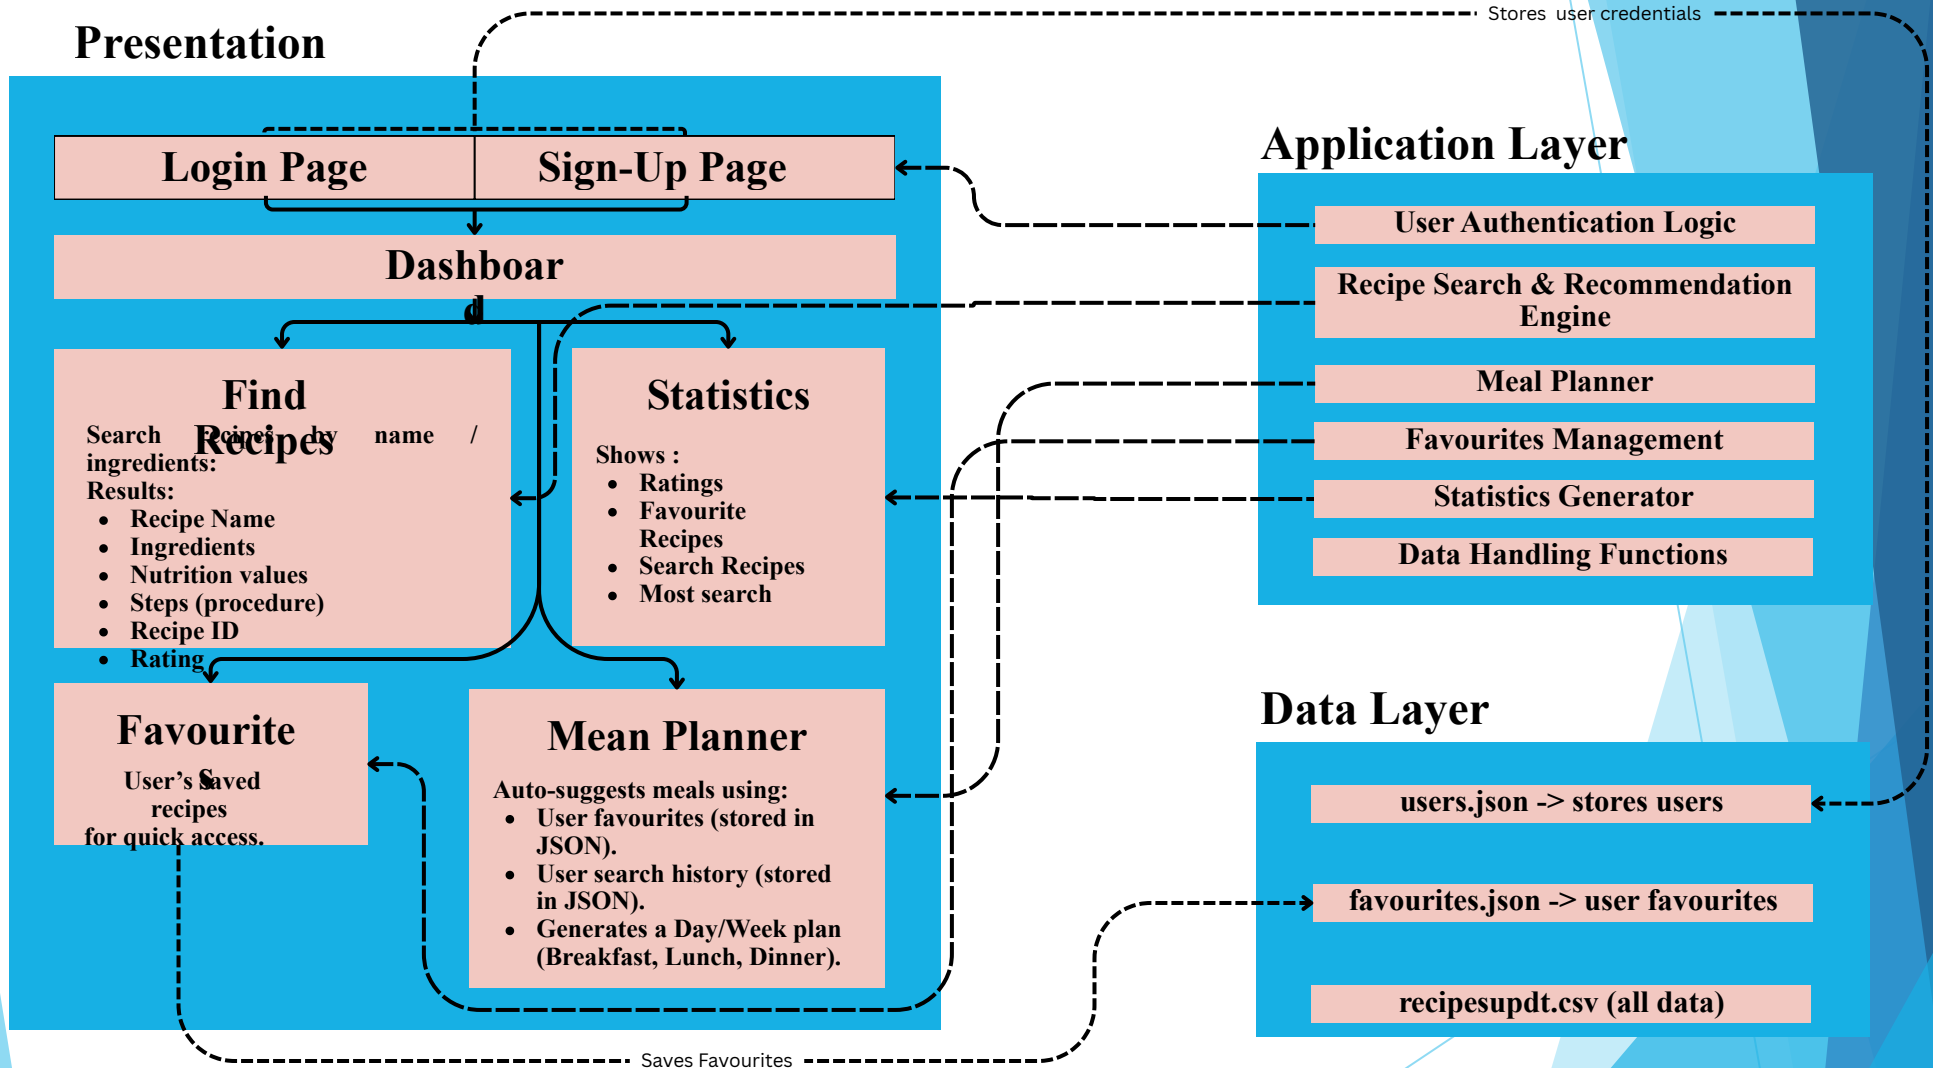 Stores user credentials
Presentation
Login Page
Sign-Up Page
Dashboar
d
Find
Recipes
Search recipes by name /
ingredients:
Results:
Recipe Name
Ingredients
Nutrition values
Steps (procedure)
Recipe ID
Rating
Statistics
Shows :
Ratings
Favourite
Recipes
Search Recipes
Most search
Favourite
s
User's saved
recipes
for quick access.
Mean Planner
Auto-suggests meals using:
User favourites (stored in
JSON).
User search history (stored
in JSON).
Generates a Day/Week plan
(Breakfast, Lunch, Dinner).
Saves Favourites
Application Layer
User Authentication Logic
Recipe Search & Recommendation
Engine
Meal Planner
Favourites Management
Statistics Generator
Data Handling Functions
Data Layer
users.json -> stores users
favourites.json -> user favourites
recipesupdt.csv (all data)